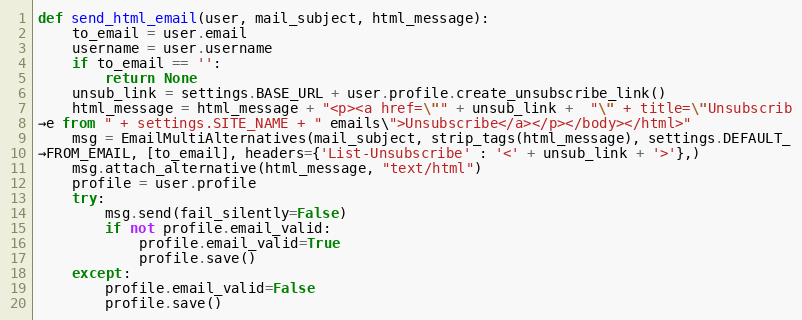 1 def send_html_email(user, mail_subject, html_message):
2     to_email = user.email
3     username = user.username
4     if to_email == '':
5         return None
6     unsub_link = settings.BASE_URL + user.profile.create_unsubscribe_link()
7     html_message = html_message + "<p><a href=\"" + unsub_link +  "\" + title=\"Unsubscrib
8 →e from " + settings.SITE_NAME + " emails\">Unsubscribe</a></p></body></html>"
9     msg = EmailMultiAlternatives(mail_subject, strip_tags(html_message), settings.DEFAULT_
10 →FROM_EMAIL, [to_email], headers={'List-Unsubscribe' : '<' + unsub_link + '>'},)
11     msg.attach_alternative(html_message, "text/html")
12     profile = user.profile
13     try:
14         msg.send(fail_silently=False)
15         if not profile.email_valid:
16             profile.email_valid=True
17             profile.save()
18     except:
19         profile.email_valid=False
20         profile.save()